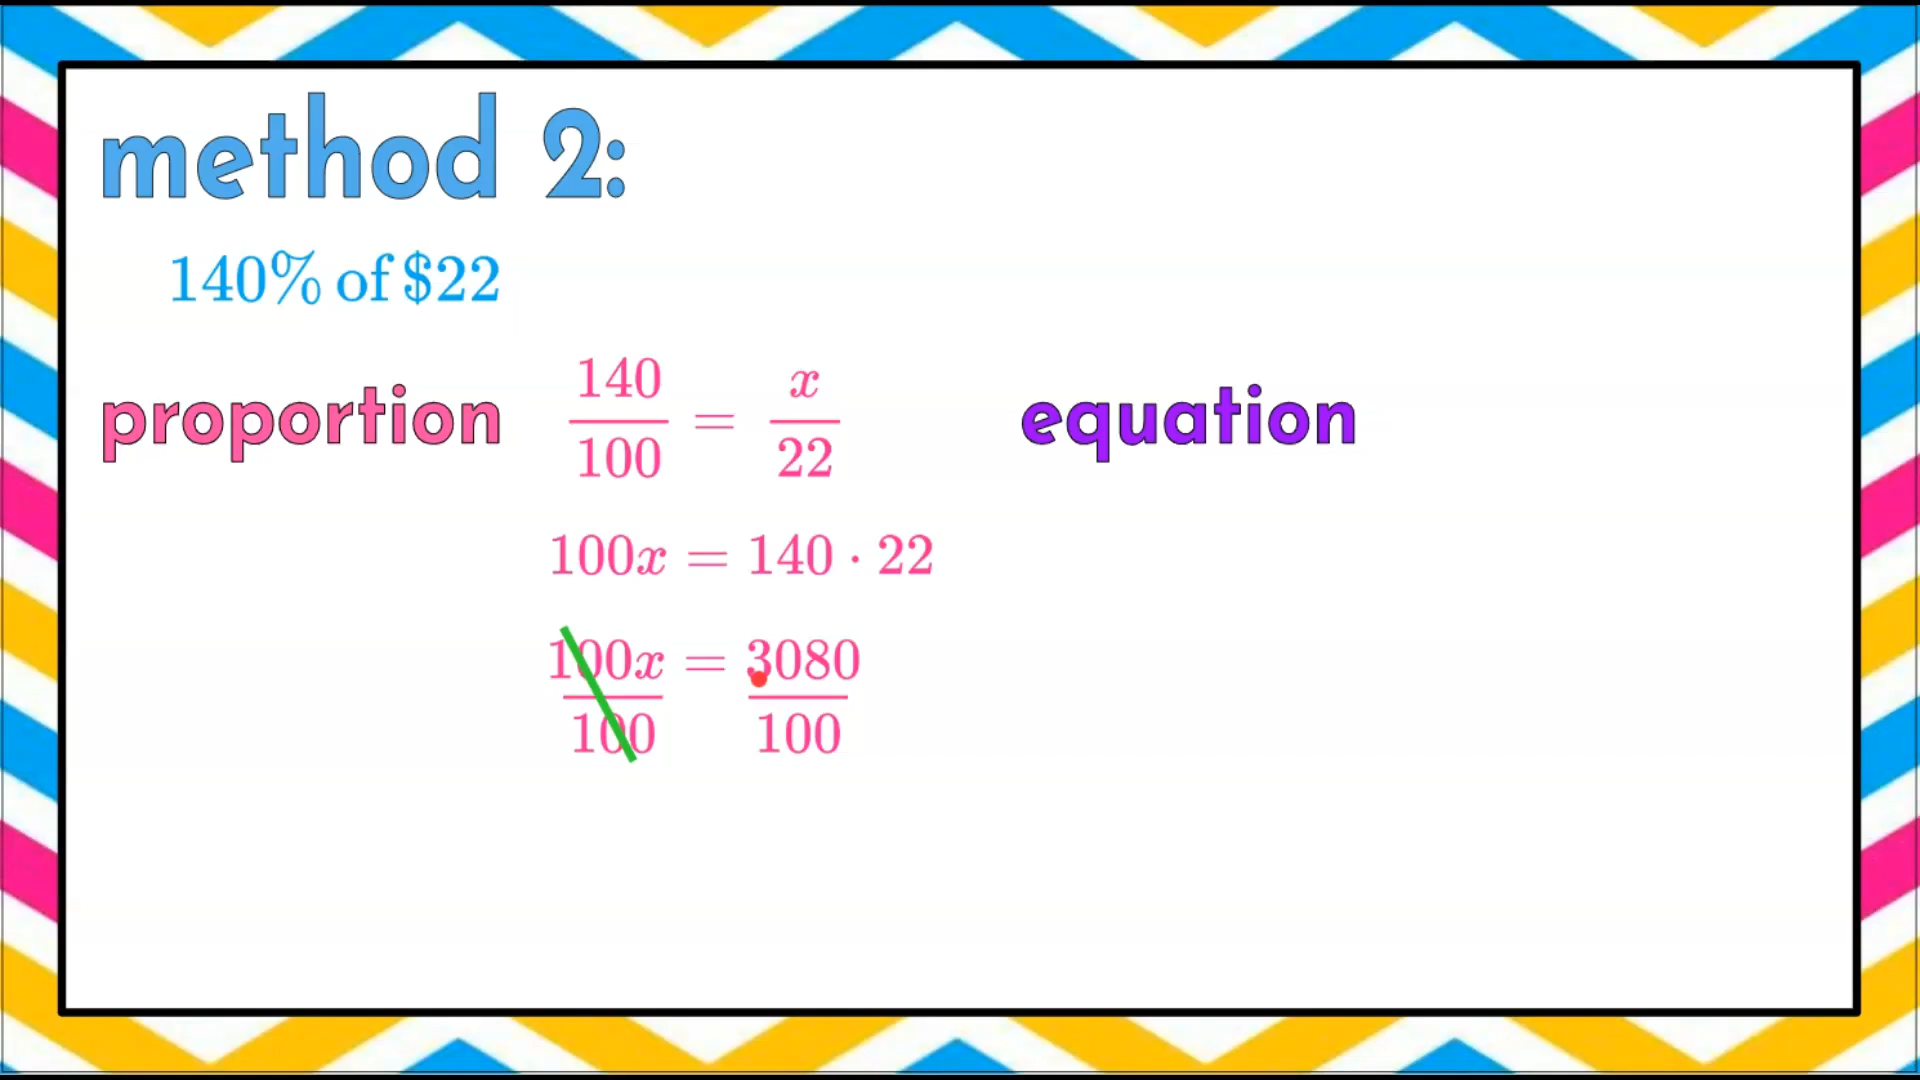 method 2:
140% of $22
proportion
140/100 = x/22
100x = 140 · 22
100x/100 = 3080/100
equation